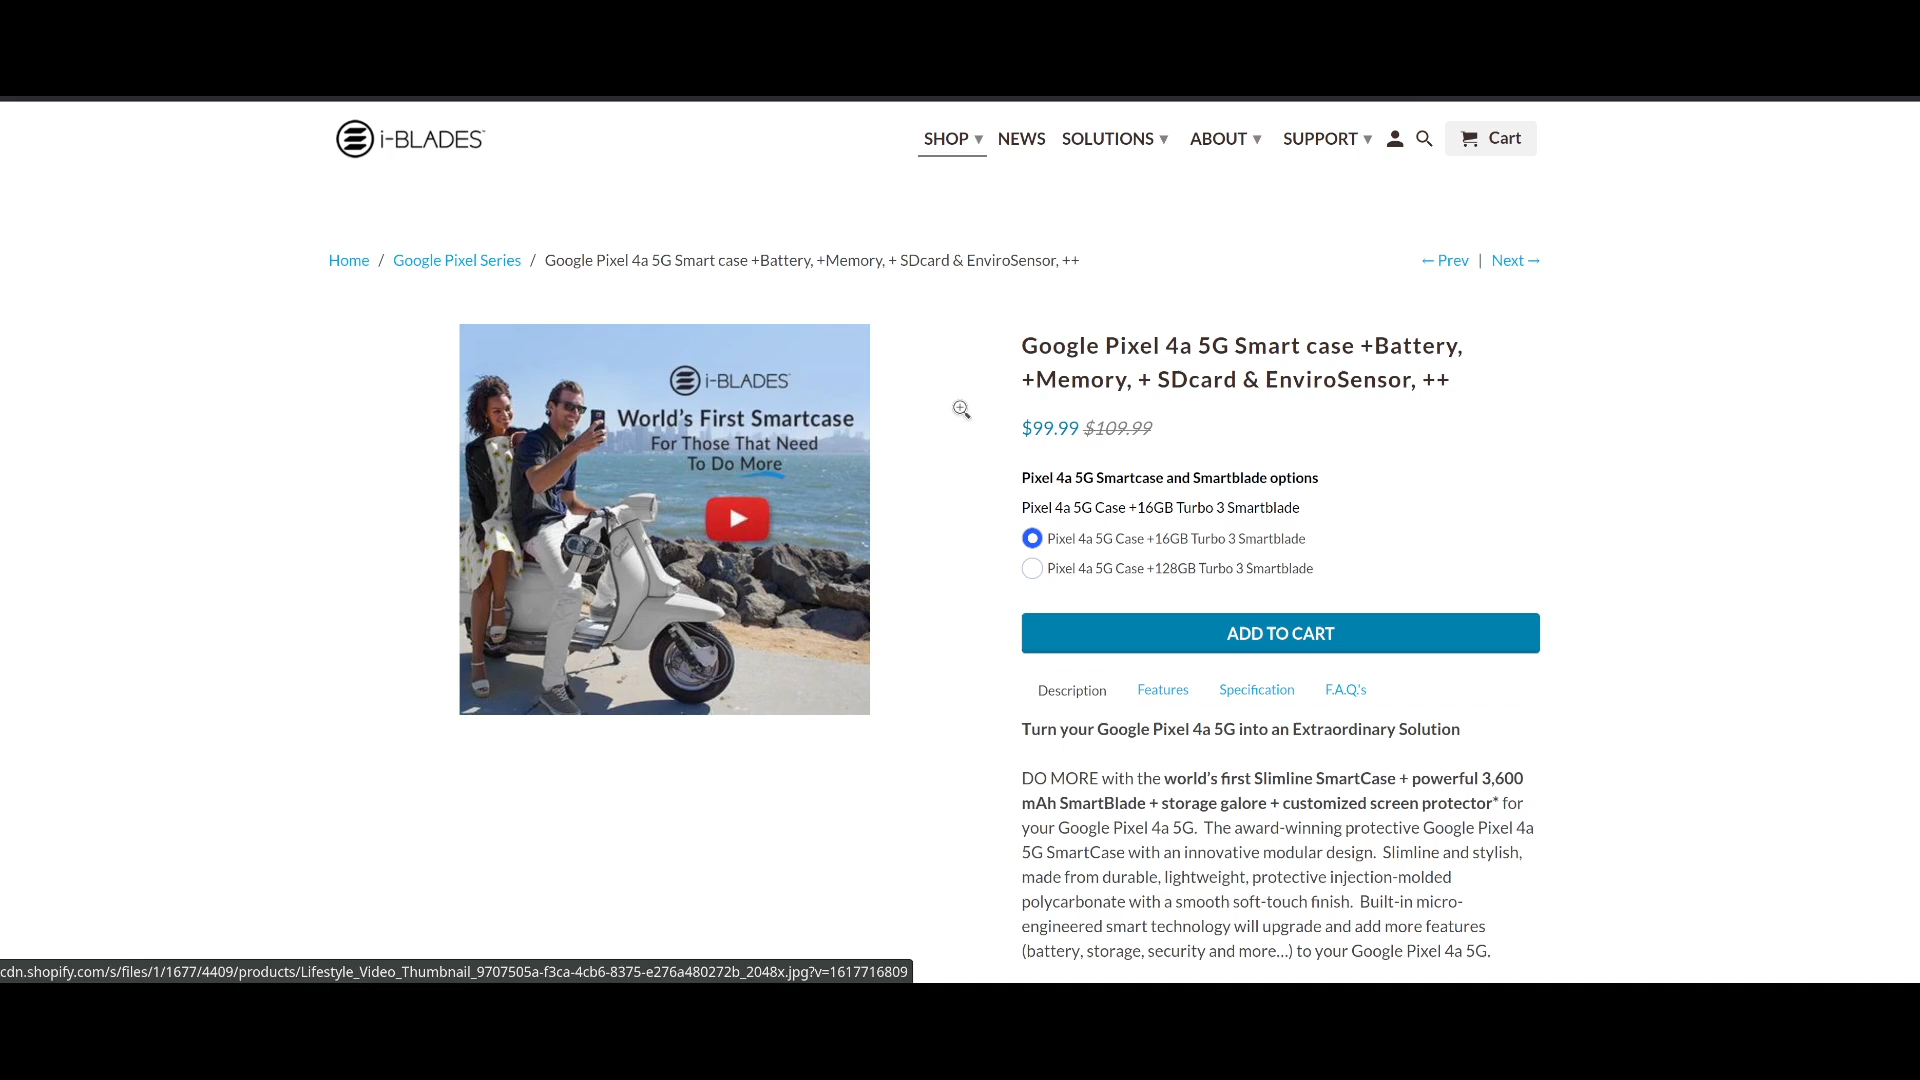 i-BLADES
SHOP ▾ NEWS SOLUTIONS ▾ ABOUT ▾ SUPPORT ▾ Cart
Home / Google Pixel Series / Google Pixel 4a 5G Smart case +Battery, +Memory, + SDcard & EnviroSensor, ++
← Prev | Next →
i-BLADES
World's First Smartcase
For Those That Need
To Do More
Google Pixel 4a 5G Smart case +Battery,
+Memory, + SDcard & EnviroSensor, ++
$99.99 $109.99
Pixel 4a 5G Smartcase and Smartblade options
Pixel 4a 5G Case +16GB Turbo 3 Smartblade
Pixel 4a 5G Case +16GB Turbo 3 Smartblade
Pixel 4a 5G Case +128GB Turbo 3 Smartblade
ADD TO CART
Description Features Specification F.A.Q.'s
Turn your Google Pixel 4a 5G into an Extraordinary Solution
DO MORE with the world's first Slimline SmartCase + powerful 3,600
mAh SmartBlade + storage galore + customized screen protector* for
your Google Pixel 4a 5G. The award-winning protective Google Pixel 4a
5G SmartCase with an innovative modular design. Slimline and stylish,
made from durable, lightweight, protective injection-molded
polycarbonate with a smooth soft-touch finish. Built-in micro-
engineered smart technology will upgrade and add more features
(battery, storage, security and more...) to your Google Pixel 4a 5G.
cdn.shopify.com/s/files/1/1677/4409/products/Lifestyle_Video_Thumbnail_9707505a-f3ca-4cb6-8375-e276a480272b_2048x.jpg?v=1617716809